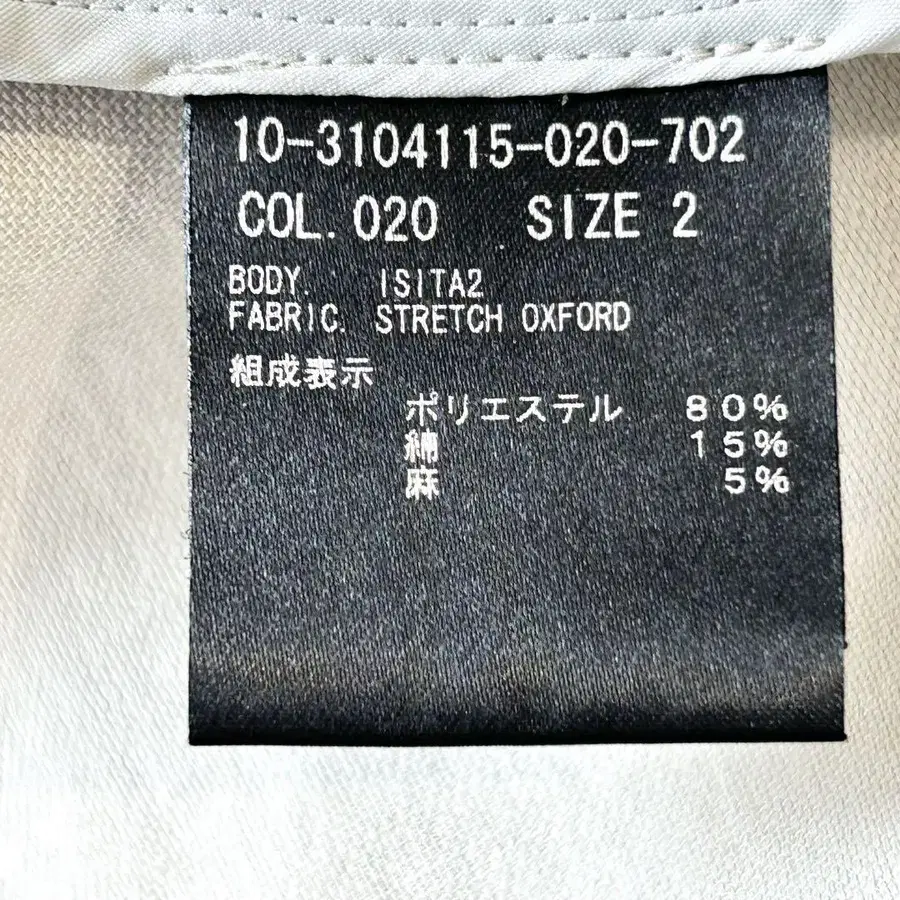 10-3104115-020-702
COL. 020 SIZE 2
BODY. ISITA2
FABRIC. STRETCH OXFORD
組成表示
ポリエステル ８０％
綿 １５％
麻 ５％